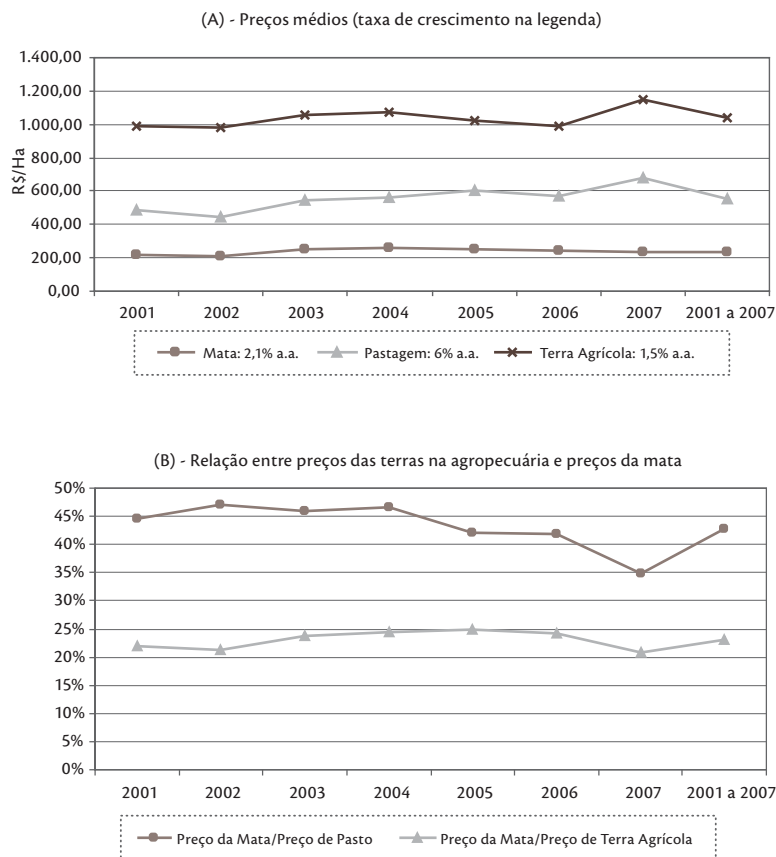 (A) - Preços médios (taxa de crescimento na legenda)
R$/Ha
1.400,00
1.200,00
1.000,00
800,00
600,00
400,00
200,00
0,00
2001 2002 2003 2004 2005 2006 2007 2001 a 2007
Mata: 2,1% a.a. Pastagem: 6% a.a. Terra Agrícola: 1,5% a.a.
(B) - Relação entre preços das terras na agropecuária e preços da mata
50%
45%
40%
35%
30%
25%
20%
15%
10%
5%
0%
2001 2002 2003 2004 2005 2006 2007 2001 a 2007
Preço da Mata/Preço de Pasto Preço da Mata/Preço de Terra Agrícola